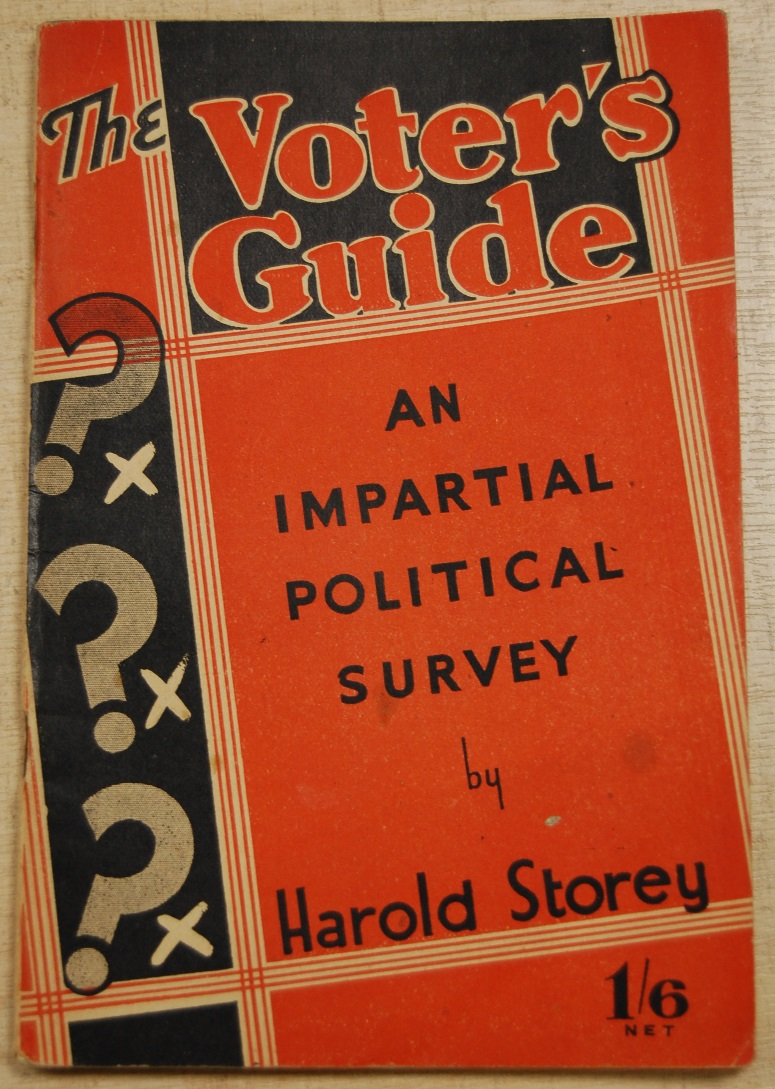 The Voter's
Guide
? x
? x
? x
AN
IMPARTIAL
POLITICAL
SURVEY
by
Harold Storey
1/6
NET